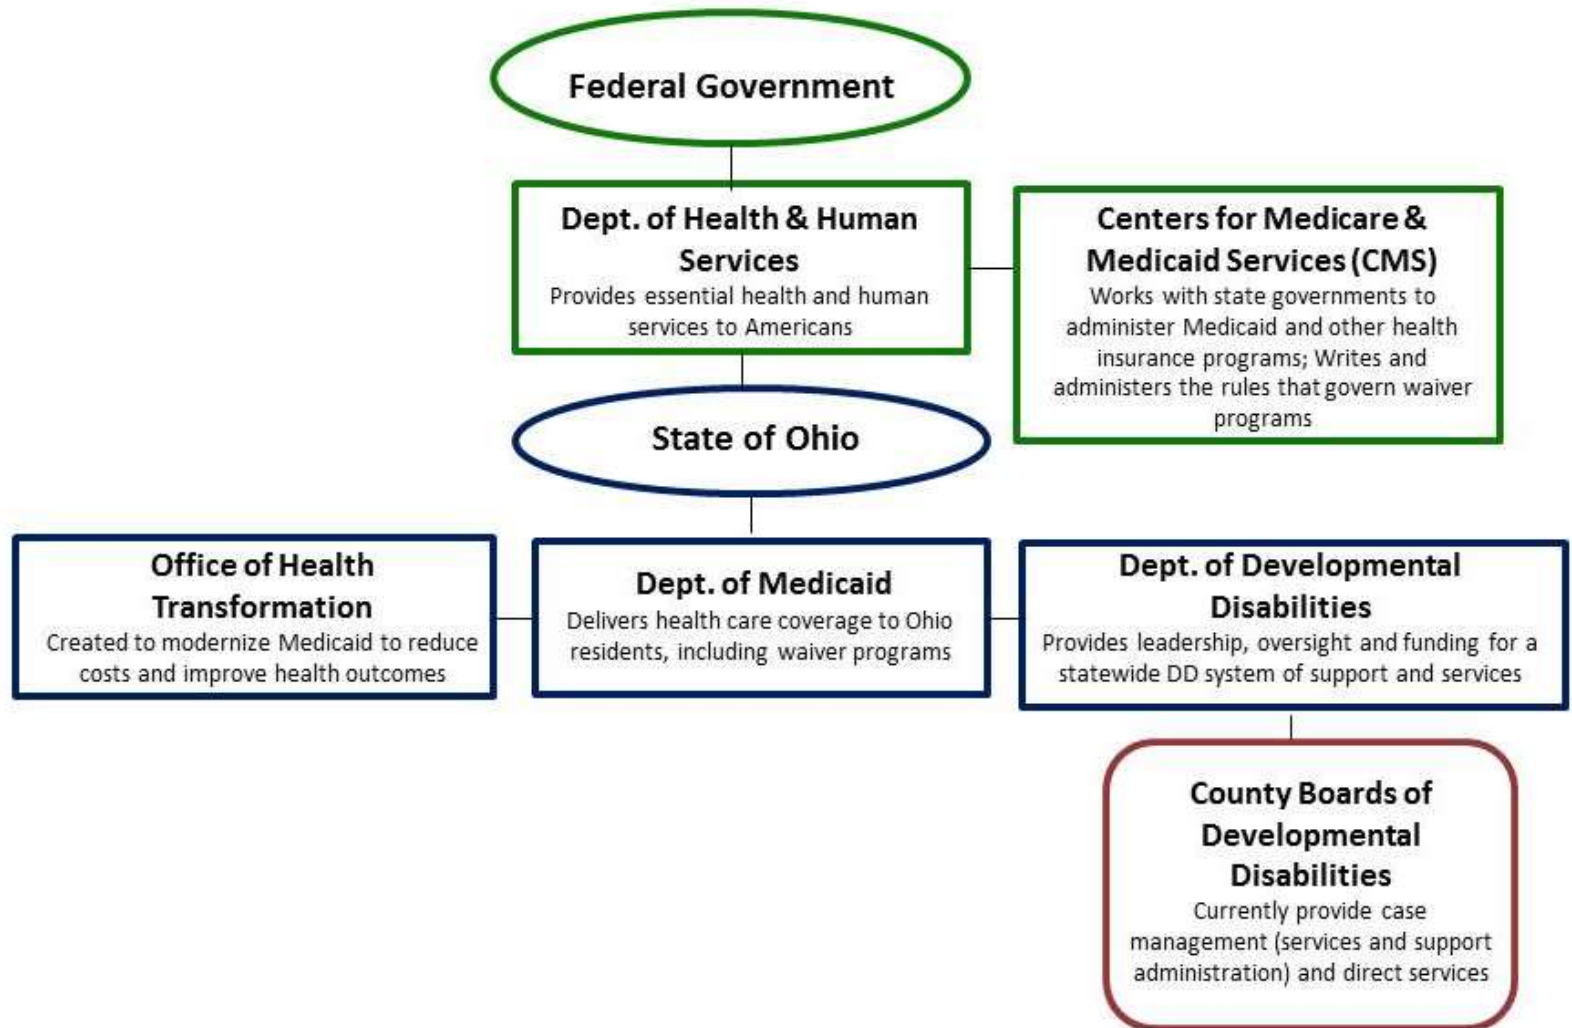 Federal Government
Dept. of Health & Human
Services
Provides essential health and human
services to Americans
Centers for Medicare &
Medicaid Services (CMS)
Works with state governments to
administer Medicaid and other health
insurance programs; Writes and
administers the rules that govern waiver
programs
State of Ohio
Office of Health
Transformation
Created to modernize Medicaid to reduce
costs and improve health outcomes
Dept. of Medicaid
Delivers health care coverage to Ohio
residents, including waiver programs
Dept. of Developmental
Disabilities
Provides leadership, oversight and funding for a
statewide DD system of support and services
County Boards of
Developmental
Disabilities
Currently provide case
management (services and support
administration) and direct services